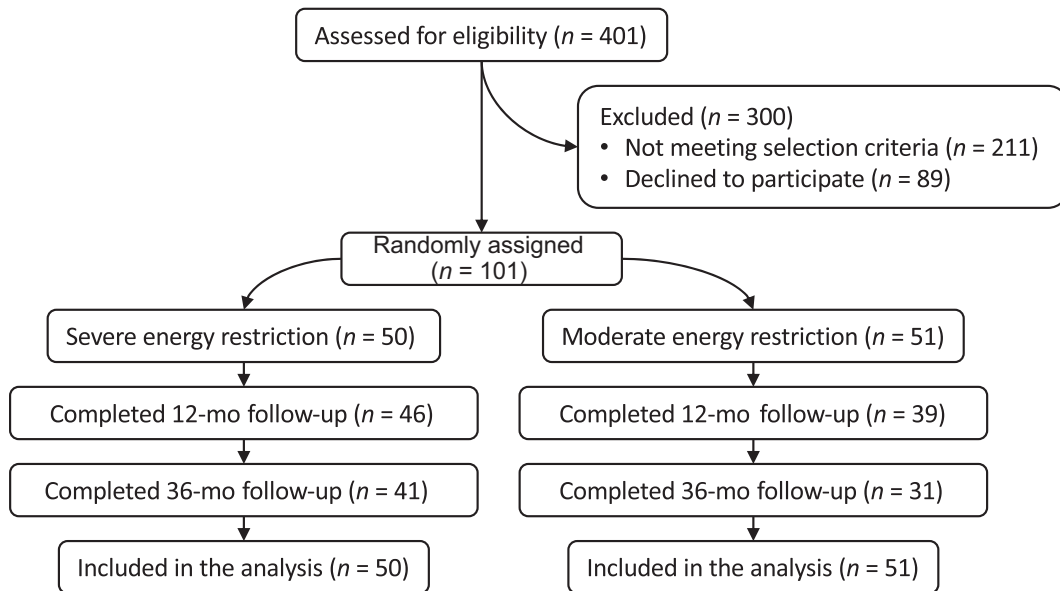 Assessed for eligibility (n = 401)
Excluded (n = 300)
• Not meeting selection criteria (n = 211)
• Declined to participate (n = 89)
Randomly assigned
(n = 101)
Severe energy restriction (n = 50)
Moderate energy restriction (n = 51)
Completed 12-mo follow-up (n = 46)
Completed 12-mo follow-up (n = 39)
Completed 36-mo follow-up (n = 41)
Completed 36-mo follow-up (n = 31)
Included in the analysis (n = 50)
Included in the analysis (n = 51)